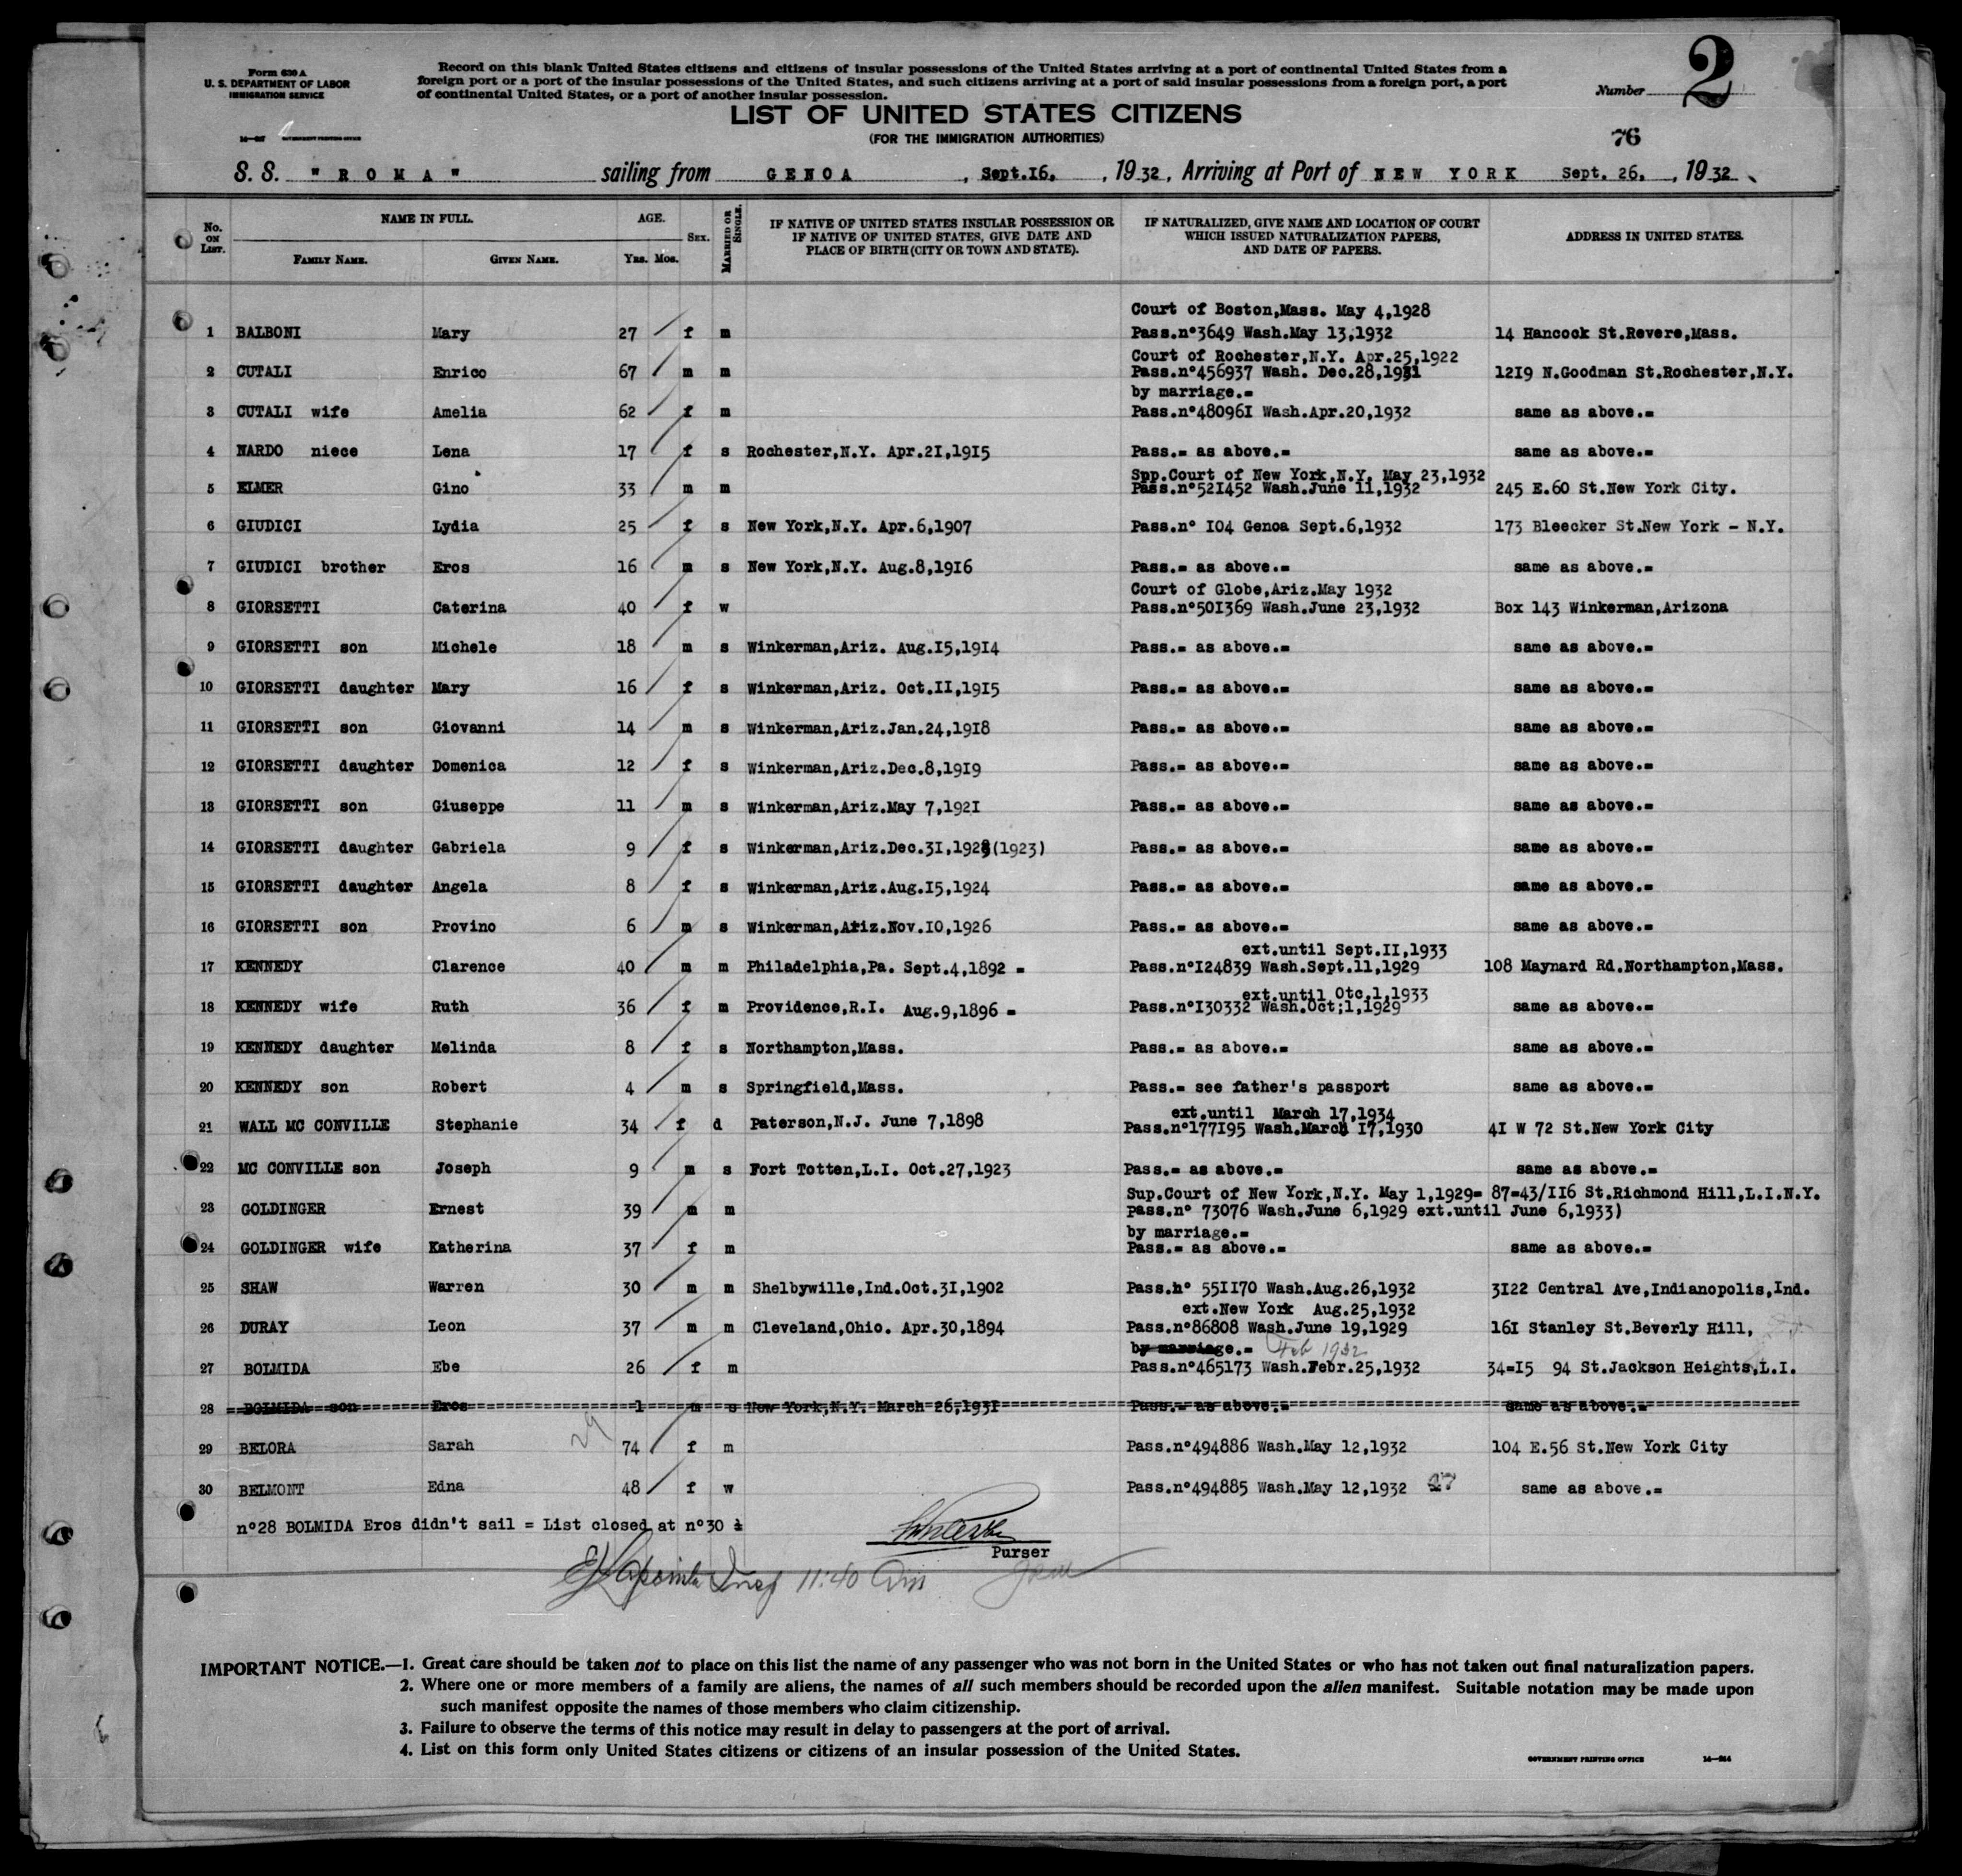 Form 630 A
U. S. DEPARTMENT OF LABOR
IMMIGRATION SERVICE
Record on this blank United States citizens and citizens of insular possessions of the United States arriving at a port of continental United States from a
foreign port or a port of the insular possessions of the United States, and such citizens arriving at a port of said insular possessions from a foreign port, a port
of continental United States, or a port of another insular possession.
Number 2
LIST OF UNITED STATES CITIZENS
(FOR THE IMMIGRATION AUTHORITIES)
GOVERNMENT PRINTING OFFICE
76
S. S. "ROMA" sailing from GENOA, Sept.16, 1932, Arriving at Port of NEW YORK Sept. 26, 1932
No. ON LIST. NAME IN FULL. FAMILY NAME. GIVEN NAME. AGE. Yrs. Mos. SEX. MARRIED OR SINGLE. IF NATIVE OF UNITED STATES INSULAR POSSESSION OR IF NATIVE OF UNITED STATES, GIVE DATE AND PLACE OF BIRTH (CITY OR TOWN AND STATE). IF NATURALIZED, GIVE NAME AND LOCATION OF COURT WHICH ISSUED NATURALIZATION PAPERS, AND DATE OF PAPERS. ADDRESS IN UNITED STATES.
Court of Boston,Mass. May 4,1928
1 BALBONI Mary 27 f m Pass.n°3649 Wash.May 13,1932 14 Hancock St.Revere,Mass.
Court of Rochester,N.Y. Apr.25,1922
2 CUTALI Enrico 67 m m Pass.n°456937 Wash. Dec.28,1931 1219 N.Goodman St.Rochester,N.Y.
by marriage.=
3 CUTALI wife Amelia 62 f m Pass.n°480961 Wash.Apr.20,1932 same as above.=
4 NARDO niece Lena 17 f s Rochester,N.Y. Apr.21,1915 Pass.= as above.= same as above.=
Spp.Court of New York,N.Y. May 23,1932
5 ELMER Gino 33 m m Pass.n°521452 Wash.June 11,1932 245 E.60 St.New York City.
6 GIUDICI Lydia 25 f s New York,N.Y. Apr.6,1907 Pass.n° 104 Genoa Sept.6,1932 173 Bleecker St.New York - N.Y.
7 GIUDICI brother Eros 16 m s New York,N.Y. Aug.8,1916 Pass.= as above.= same as above.=
Court of Globe,Ariz.May 1932
8 GIORSETTI Caterina 40 f w Pass.n°501369 Wash.June 23,1932 Box 143 Winkerman,Arizona
9 GIORSETTI son Michele 18 m s Winkerman,Ariz. Aug.15,1914 Pass.= as above.= same as above.=
10 GIORSETTI daughter Mary 16 f s Winkerman,Ariz. Oct.11,1915 Pass.= as above.= same as above.=
11 GIORSETTI son Giovanni 14 m s Winkerman,Ariz.Jan.24,1918 Pass.= as above.= same as above.=
12 GIORSETTI daughter Domenica 12 f s Winkerman,Ariz.Dec.8,1919 Pass.= as above.= same as above.=
13 GIORSETTI son Giuseppe 11 m s Winkerman,Ariz.May 7,1921 Pass.= as above.= same as above.=
14 GIORSETTI daughter Gabriela 9 f s Winkerman,Ariz.Dec.31,1923(1923) Pass.= as above.= same as above.=
15 GIORSETTI daughter Angela 8 f s Winkerman,Ariz.Aug.15,1924 Pass.= as above.= same as above.=
16 GIORSETTI son Provino 6 m s Winkerman,Ariz.Nov.10,1926 Pass.= as above.= same as above.=
ext.until Sept.11,1933
17 KENNEDY Clarence 40 m m Philadelphia,Pa. Sept.4,1892 = Pass.n°124839 Wash.Sept.11,1929 108 Maynard Rd.Northampton,Mass.
ext.until Otc.1,1933
18 KENNEDY wife Ruth 36 f m Providence,R.I. Aug.9,1896 = Pass.n°130332 Wash.Oct;1,1929 same as above.=
19 KENNEDY daughter Melinda 8 f s Northampton,Mass. Pass.= as above.= same as above.=
20 KENNEDY son Robert 4 m s Springfield,Mass. Pass.= see father's passport same as above.=
ext.until March 17,1934
21 WALL MC CONVILLE Stephanie 34 f d Paterson,N.J. June 7,1898 Pass.n°177195 Wash.March 17,1930 41 W 72 St.New York City
22 MC CONVILLE son Joseph 9 m s Fort Totten,L.I. Oct.27,1923 Pass.= as above.= same as above.=
Sup.Court of New York,N.Y. May 1,1929= 87=43/116 St.Richmond Hill,L.I.N.Y.
23 GOLDINGER Ernest 39 m m pass.n° 73076 Wash.June 6,1929 ext.until June 6,1933)
by marriage.=
24 GOLDINGER wife Katherina 37 f m Pass.= as above.= same as above.=
25 SHAW Warren 30 m m Shelbywille,Ind.Oct.31,1902 Pass.n° 551170 Wash.Aug.26,1932 3122 Central Ave,Indianopolis,Ind.
ext.New York Aug.25,1932
26 DURAY Leon 37 m m Cleveland,Ohio. Apr.30,1894 Pass.n°86808 Wash.June 19,1929 161 Stanley St.Beverly Hill,
by marriage.= Feb 1932
27 BOLMIDA Ebe 26 f m Pass.n°465173 Wash.Febr.25,1932 34=15 94 St.Jackson Heights,L.I.
28 BOLMIDA son Eros 1 m s New York,N.Y. March 26,1931 Pass.= as above.= same as above.=
29
29 BELORA Sarah 74 f m Pass.n°494886 Wash.May 12,1932 104 E.56 St.New York City
30 BELMONT Edna 48 f w Pass.n°494885 Wash.May 12,1932 same as above.=
n°28 BOLMIDA Eros didn't sail = List closed at n°30
Purser
11:40 am
IMPORTANT NOTICE.—1. Great care should be taken not to place on this list the name of any passenger who was not born in the United States or who has not taken out final naturalization papers.
2. Where one or more members of a family are aliens, the names of all such members should be recorded upon the alien manifest. Suitable notation may be made upon
such manifest opposite the names of those members who claim citizenship.
3. Failure to observe the terms of this notice may result in delay to passengers at the port of arrival.
4. List on this form only United States citizens or citizens of an insular possession of the United States.
GOVERNMENT PRINTING OFFICE